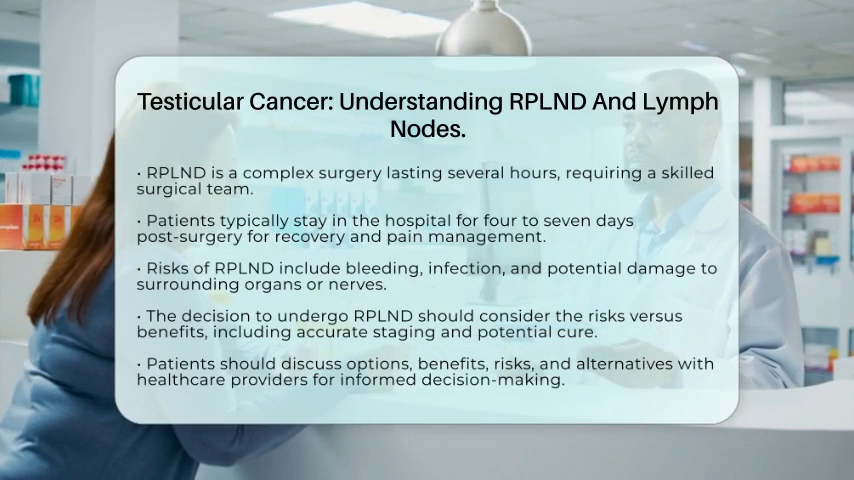 Testicular Cancer: Understanding RPLND And Lymph
Nodes.
• RPLND is a complex surgery lasting several hours, requiring a skilled
surgical team.
• Patients typically stay in the hospital for four to seven days
post-surgery for recovery and pain management.
• Risks of RPLND include bleeding, infection, and potential damage to
surrounding organs or nerves.
• The decision to undergo RPLND should consider the risks versus
benefits, including accurate staging and potential cure.
• Patients should discuss options, benefits, risks, and alternatives with
healthcare providers for informed decision-making.